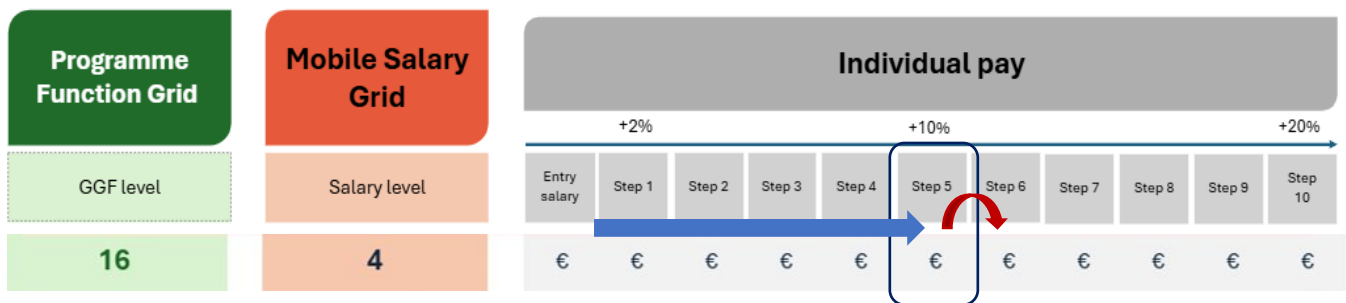 Programme
Function Grid
Mobile Salary
Grid
Individual pay
+2%
+10%
+20%
GGF level
Salary level
Entry
salary
Step 1
Step 2
Step 3
Step 4
Step 5
Step 6
Step 7
Step 8
Step 9
Step
10
16
4
€ € € € € € € € € € €